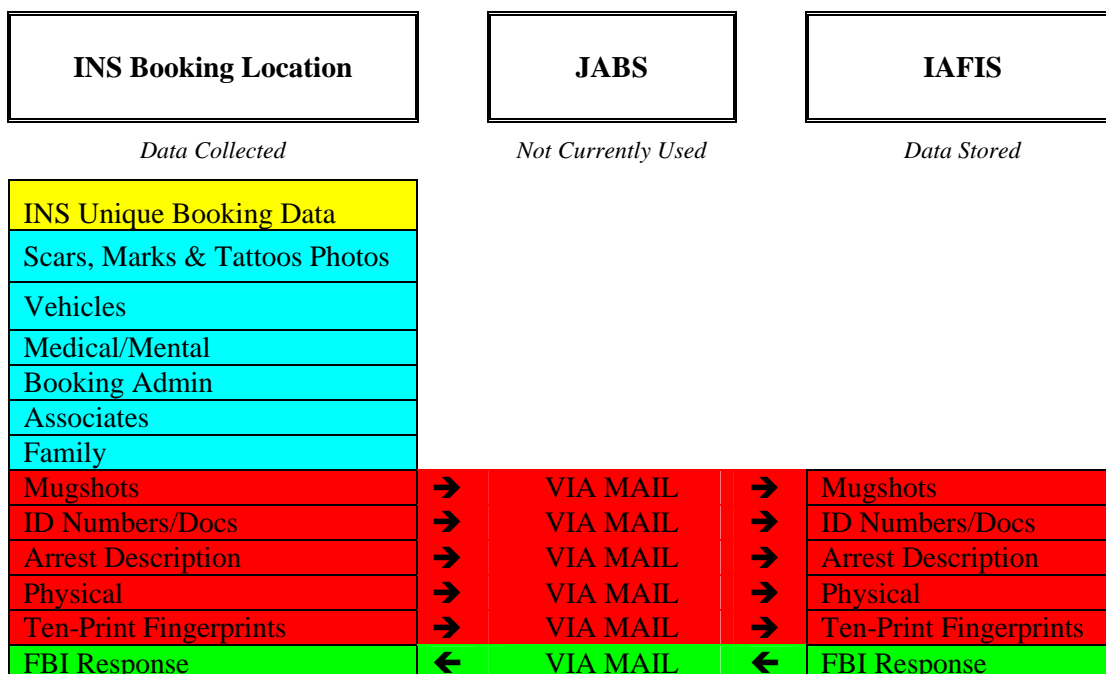 INS Booking Location JABS IAFIS
Data Collected Not Currently Used Data Stored
INS Unique Booking Data
Scars, Marks & Tattoos Photos
Vehicles
Medical/Mental
Booking Admin
Associates
Family
Mugshots → VIA MAIL → Mugshots
ID Numbers/Docs → VIA MAIL → ID Numbers/Docs
Arrest Description → VIA MAIL → Arrest Description
Physical → VIA MAIL → Physical
Ten-Print Fingerprints → VIA MAIL → Ten-Print Fingerprints
FBI Response ← VIA MAIL ← FBI Response